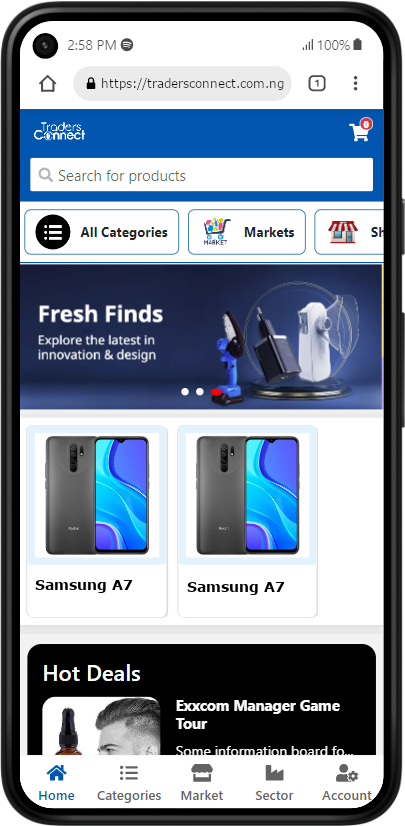 2:58 PM
100%
https://tradersconnect.com.ng
1
Traders
Connect
0
Search for products
All Categories
MARKET
Markets
Sh
Fresh Finds
Explore the latest in
innovation & design
Redmi
Samsung A7
Samsung A7
Hot Deals
Exxcom Manager Game
Tour
Some information board fo...
Home
Categories
Market
Sector
Account